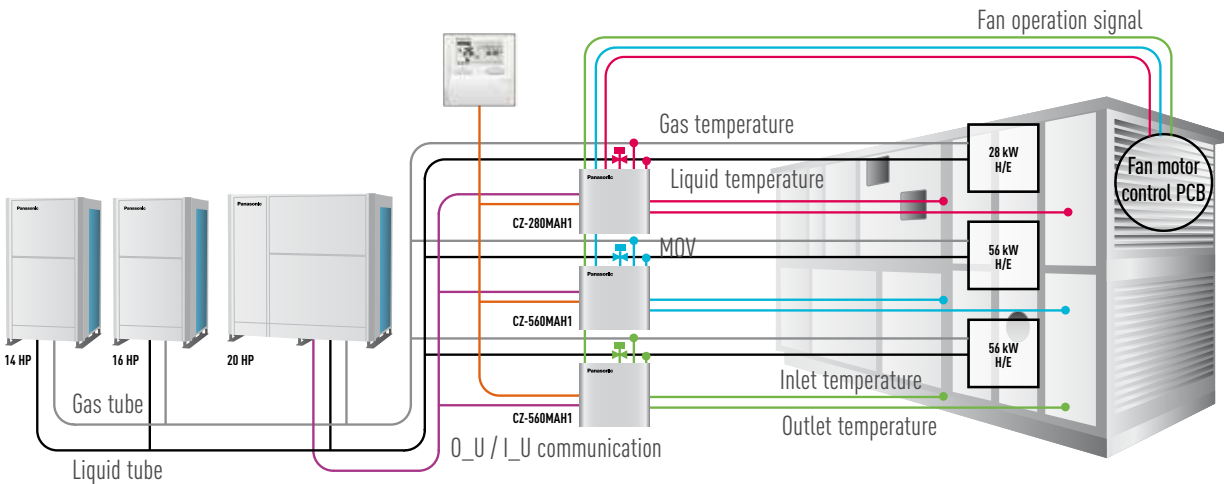 Fan operation signal
Gas temperature
28 kW
H/E
Fan motor
control PCB
Liquid temperature
Panasonic
CZ-280MAH1
Panasonic
Panasonic
Panasonic
MOV
56 kW
H/E
Panasonic
CZ-560MAH1
14 HP
16 HP
20 HP
56 kW
H/E
Panasonic
Inlet temperature
Gas tube
CZ-560MAH1
Outlet temperature
O_U / I_U communication
Liquid tube